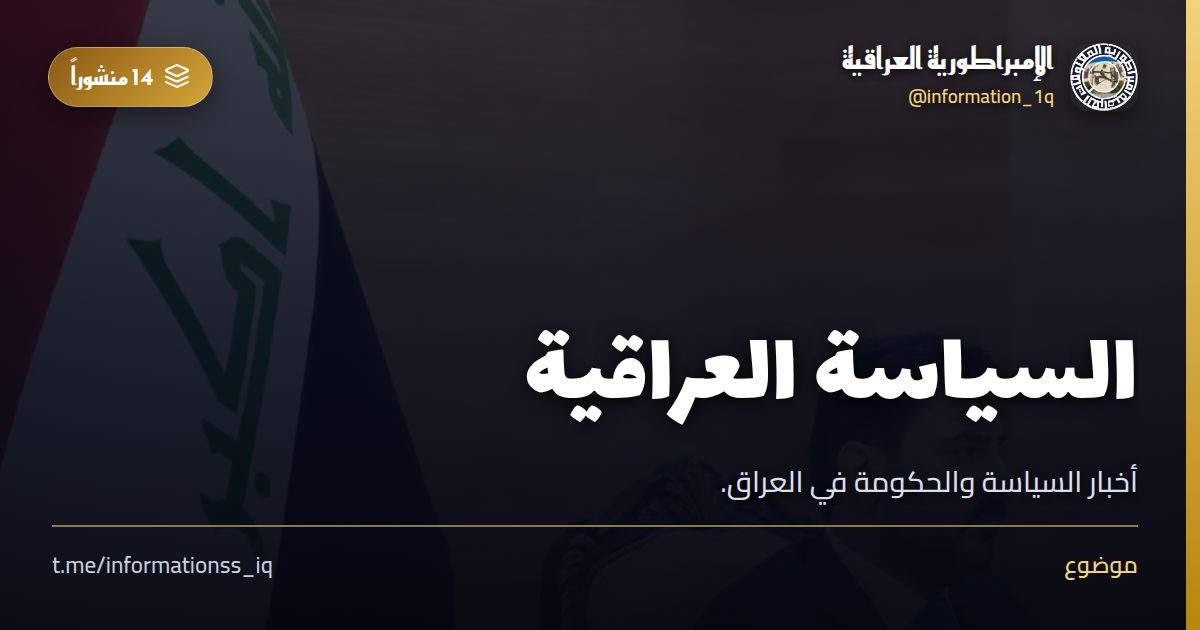 الإمبراطورية العراقية
@information_1q
14 منشوراً
السياسة العراقية
أخبار السياسة والحكومة في العراق.
موضوع
t.me/informationss_iq